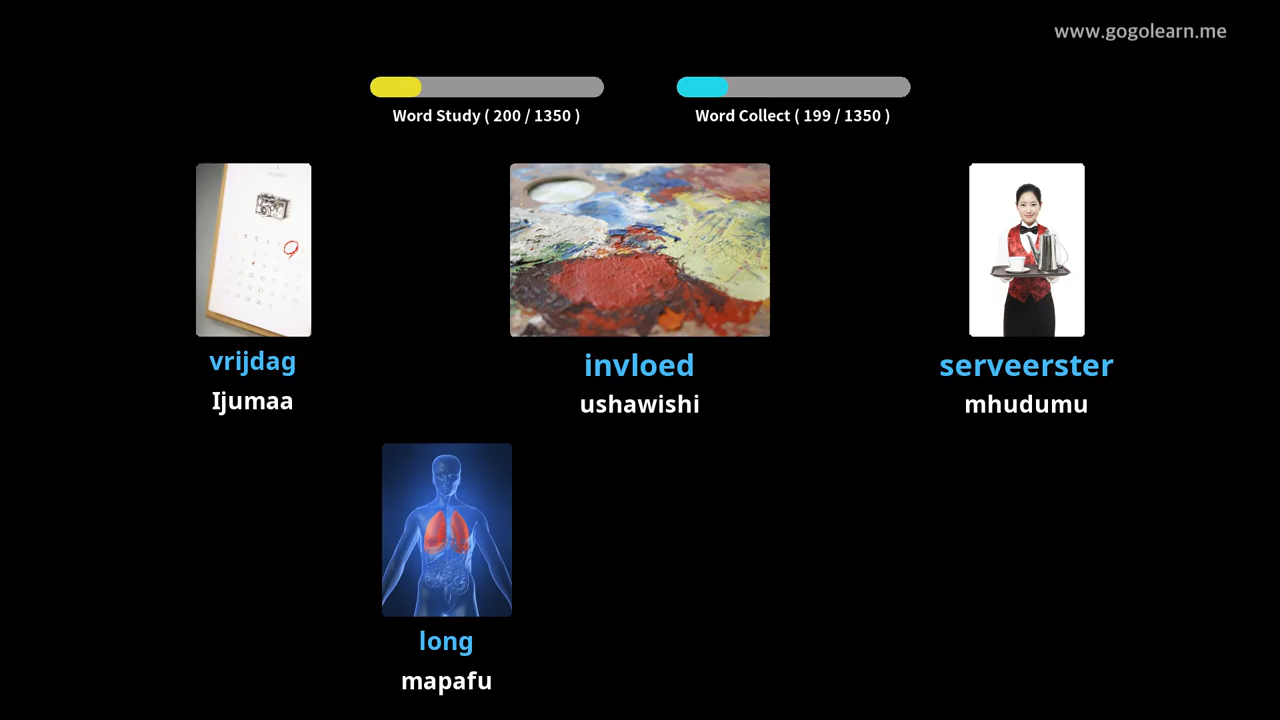 www.gogolearn.me
Word Study ( 200 / 1350 )
Word Collect ( 199 / 1350 )
vrijdag
Ijumaa
invloed
ushawishi
serveerster
mhudumu
long
mapafu